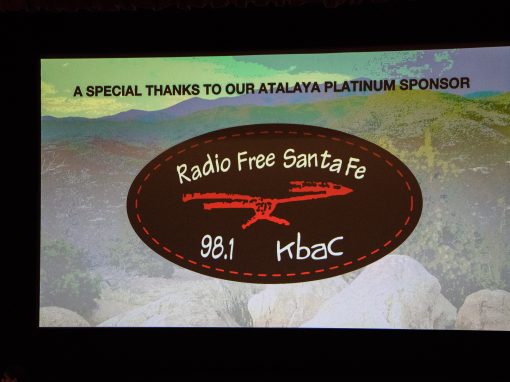 A SPECIAL THANKS TO OUR ATALAYA PLATINUM SPONSOR
Radio Free Santa Fe
98.1 Kbac